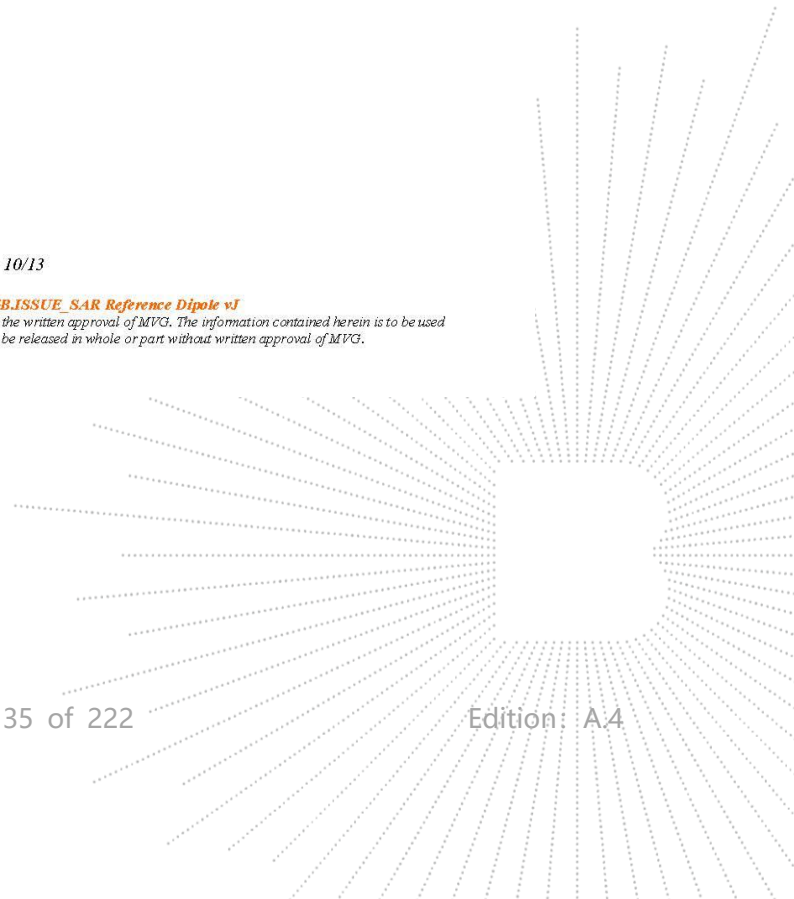 10/13
B.ISSUE_SAR Reference Dipole vJ
the written approval of MVG. The information contained herein is to be used
be released in whole or part without written approval of MVG.
35 of 222 Edition: A.4